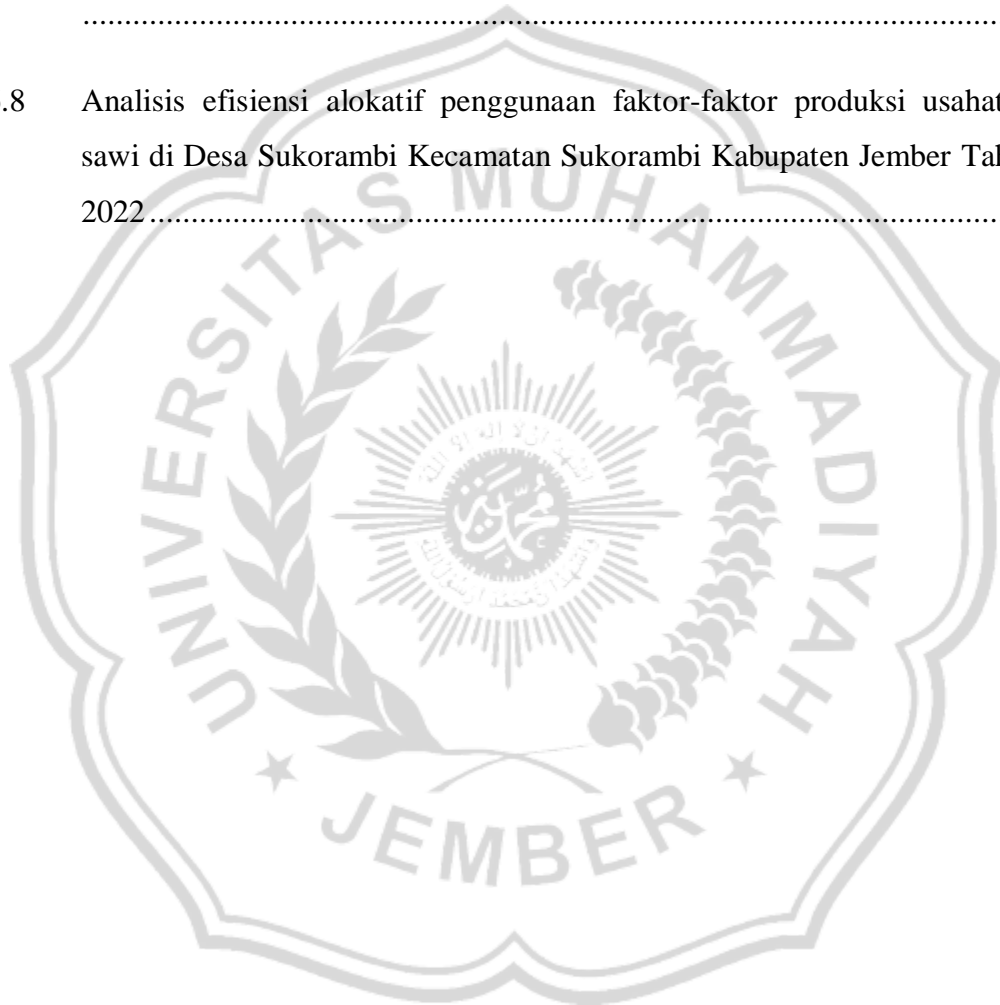 ....................................................................................................
.8 Analisis efisiensi alokatif penggunaan faktor-faktor produksi usahat
sawi di Desa Sukorambi Kecamatan Sukorambi Kabupaten Jember Tah
2022....................................................................................
UNIVERSITAS MUHAMMADIYAH
JEMBER